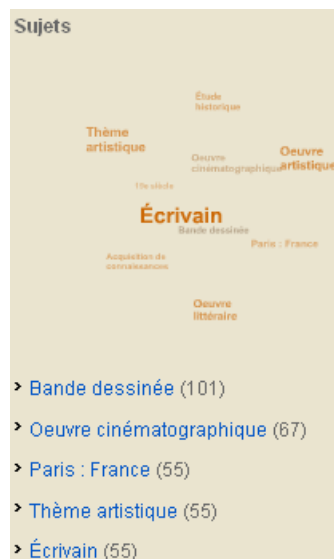 Sujets
Étude
historique
Thème
artistique
Oeuvre
artistique
Oeuvre
cinématographique
19e siècle
Écrivain
Bande dessinée
Paris : France
Acquisition de
connaissances
Oeuvre
littéraire
Bande dessinée (101)
Oeuvre cinématographique (67)
Paris : France (55)
Thème artistique (55)
Écrivain (55)